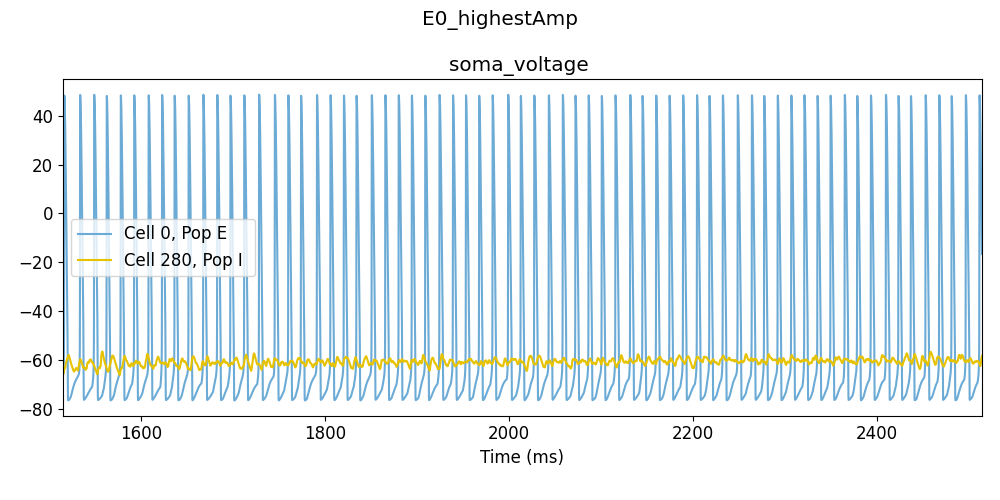 E0_highestAmp
soma_voltage
40
20
0
−20
−40
−60
−80
Cell 0, Pop E
Cell 280, Pop I
1600
1800
2000
2200
2400
Time (ms)